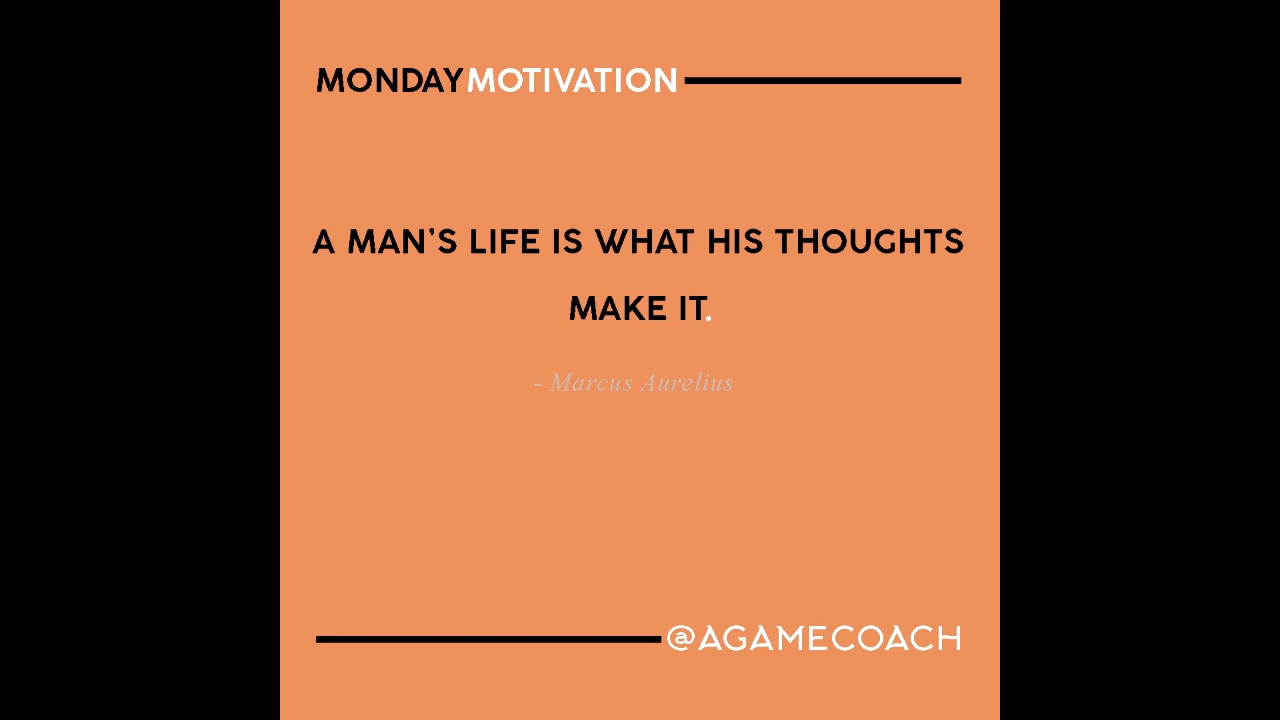 MONDAYMOTIVATION
A MAN'S LIFE IS WHAT HIS THOUGHTS
MAKE IT.
- Marcus Aurelius
@AGAMECOACH